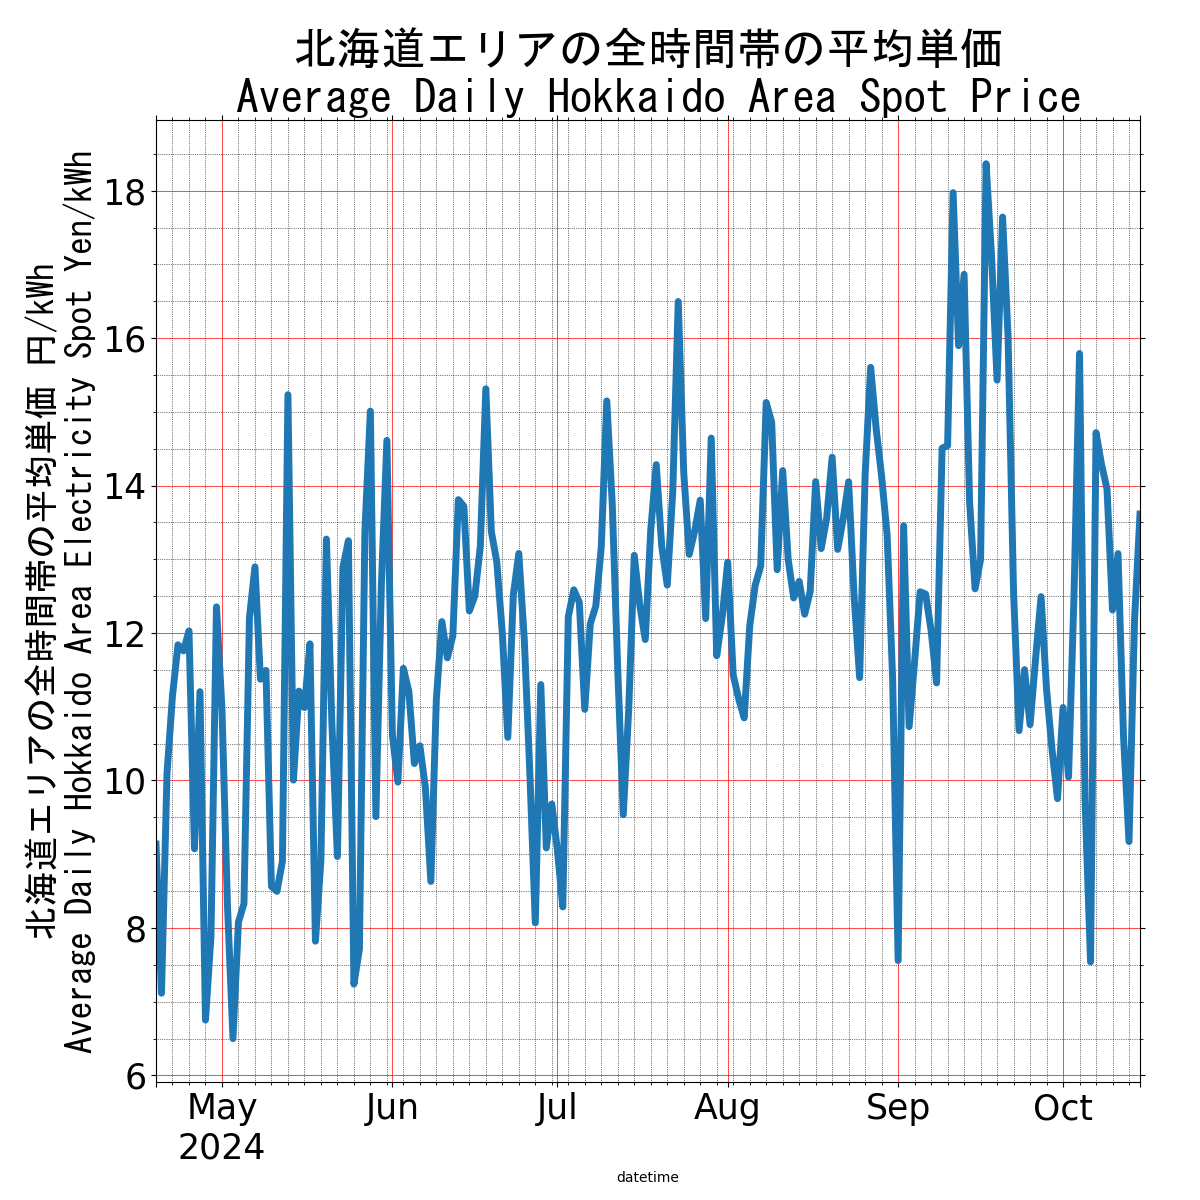 北海道エリアの全時間帯の平均単価
Average Daily Hokkaido Area Spot Price
北海道エリアの全時間帯の平均単価 円/kWh
Average Daily Hokkaido Area Electricity Spot Yen/kWh
18
16
14
12
10
8
6
May
2024
Jun
Jul
Aug
Sep
Oct
datetime